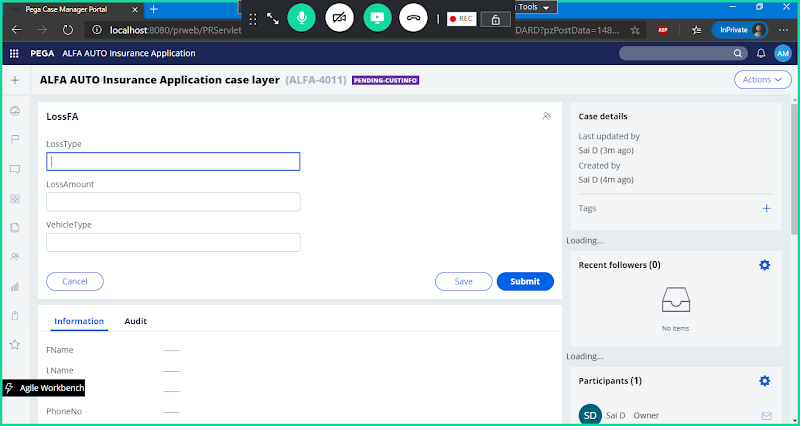 Pega Case Manager Portal
Tools
REC
localhost:8080/prweb/PRServlet
DARD?pzPostData=148...
ABP
InPrivate
PEGA ALFA AUTO Insurance Application
AM
ALFA AUTO Insurance Application case layer (ALFA-4011) PENDING-CUSTINFO
Actions
LossFA
LossType
LossAmount
VehicleType
Cancel
Save
Submit
Information Audit
FName ——
LName
——
PhoneNo ——
Agile Workbench
Case details
Last updated by
Sai D (3m ago)
Created by
Sai D (4m ago)
Tags
Loading...
Recent followers (0)
No items
Loading...
Participants (1)
SD Sai D Owner